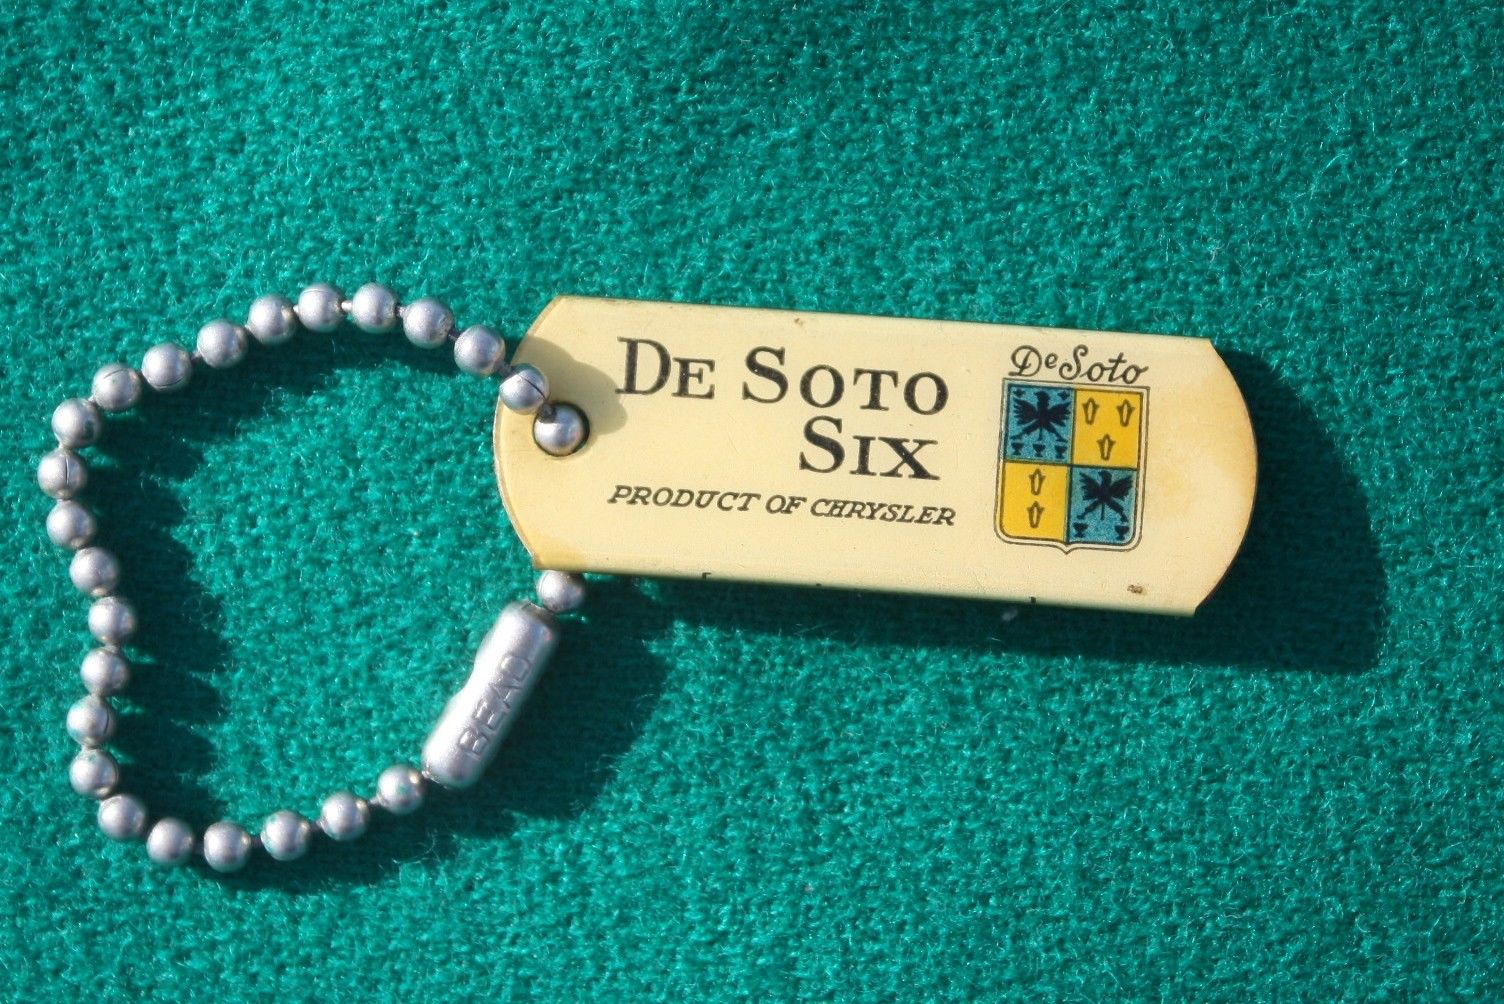 DE SOTO
SIX
PRODUCT OF CHRYSLER
DeSoto
BEAD